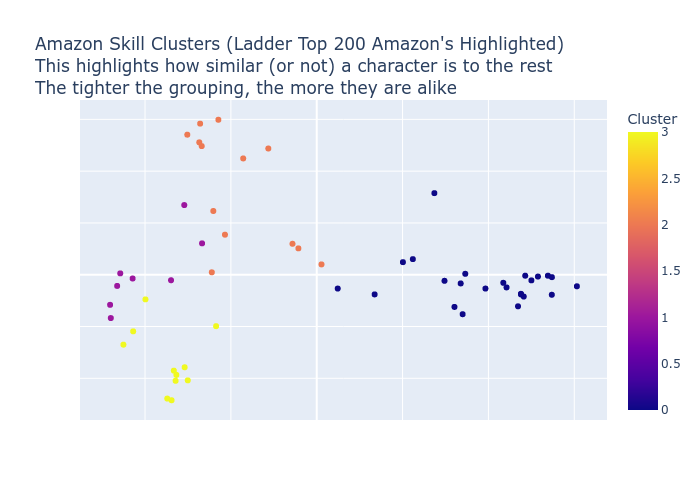 Amazon Skill Clusters (Ladder Top 200 Amazon's Highlighted)
This highlights how similar (or not) a character is to the rest
The tighter the grouping, the more they are alike
Cluster
3
2.5
2
1.5
1
0.5
0